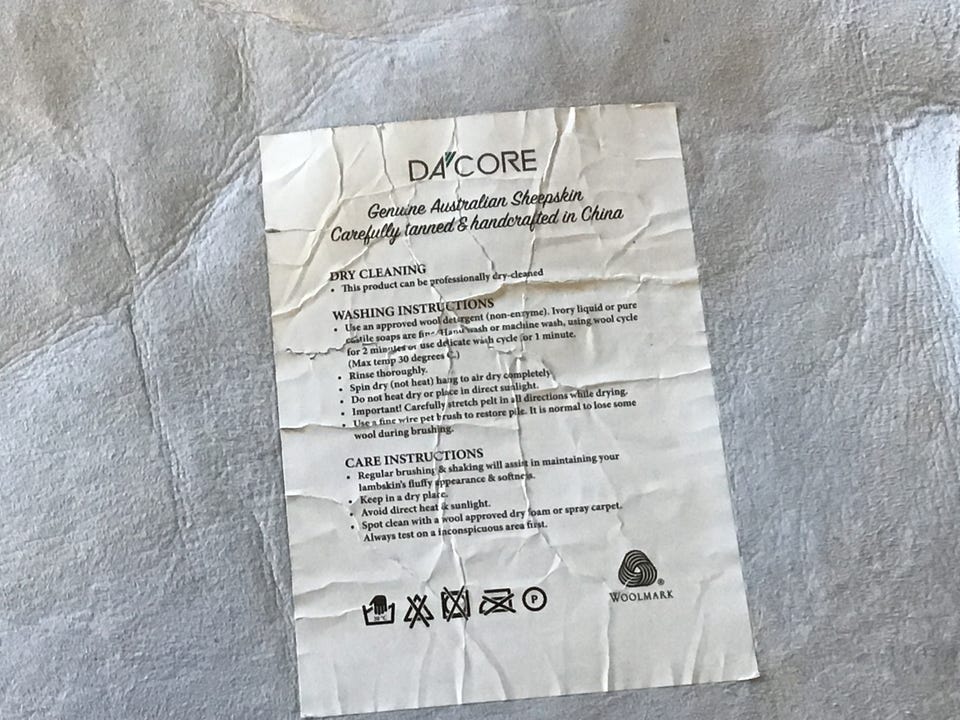 DA'CORE
Genuine Australian Sheepskin
Carefully tanned & handcrafted in China
DRY CLEANING
• This product can be professionally dry-cleaned
WASHING INSTRUCTIONS
• Use an approved wool detergent (non-enzyme). Ivory liquid or pure
castile soaps are fine. Hand wash or machine wash, using wool cycle
for 2 minutes or use delicate wash cycle for 1 minute.
(Max temp 30 degrees C.)
• Rinse thoroughly.
• Spin dry (not heat) hang to air dry completely.
• Do not heat dry or place in direct sunlight.
• Important! Carefully stretch pelt in all directions while drying.
• Use a fine wire pet brush to restore pile. It is normal to lose some
wool during brushing.
CARE INSTRUCTIONS
• Regular brushing & shaking will assist in maintaining your
lambskin's fluffy appearance & softness.
• Keep in a dry place.
• Avoid direct heat & sunlight.
• Spot clean with a wool approved dry foam or spray carpet.
Always test on a inconspicuous area first.
30°C P
WOOLMARK ®